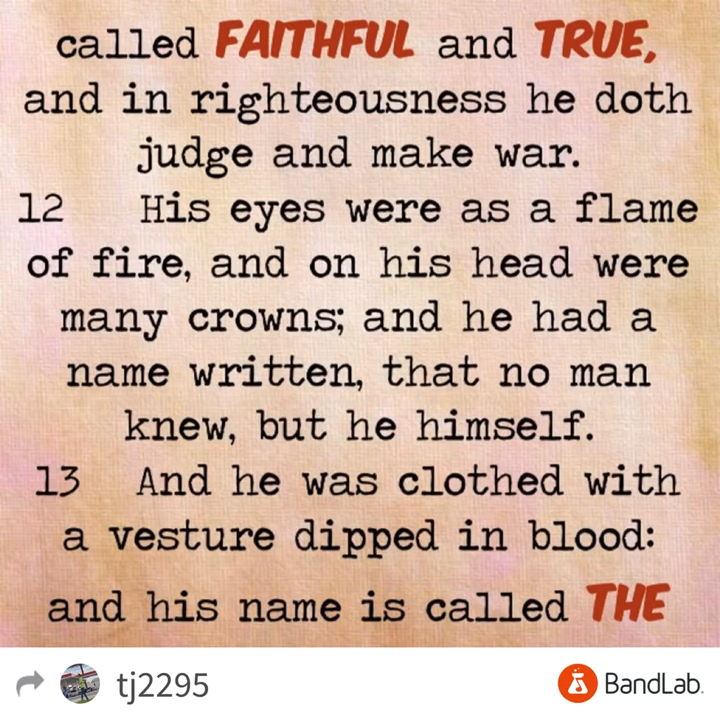 called FAITHFUL and TRUE,
and in righteousness he doth
judge and make war.
12 His eyes were as a flame
of fire, and on his head were
many crowns; and he had a
name written, that no man
knew, but he himself.
13 And he was clothed with
a vesture dipped in blood:
and his name is called THE
tj2295 BandLab.